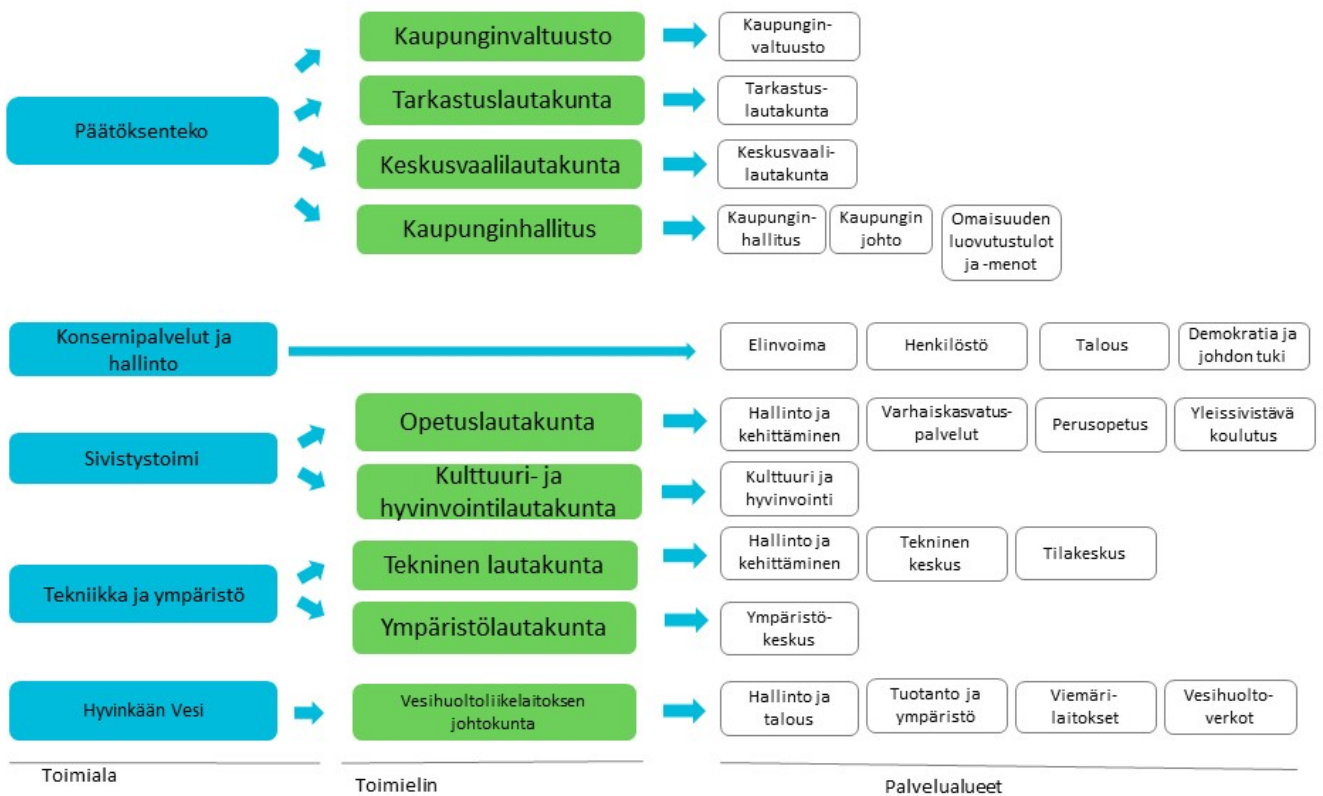 Päätöksenteko
Kaupunginvaltuusto
Kaupungin-
valtuusto
Tarkastuslautakunta
Tarkastus-
lautakunta
Keskusvaalilautakunta
Keskusvaali-
lautakunta
Kaupunginhallitus
Kaupungin-
hallitus
Kaupungin
johto
Omaisuuden
luovutustulot
ja -menot
Konsernipalvelut ja
hallinto
Elinvoima
Henkilöstö
Talous
Demokratia ja
johdon tuki
Sivistystoimi
Opetuslautakunta
Hallinto ja
kehittäminen
Varhaiskasvatus-
palvelut
Perusopetus
Yleissivistävä
koulutus
Kulttuuri- ja
hyvinvointilautakunta
Kulttuuri ja
hyvinvointi
Tekniikka ja ympäristö
Tekninen lautakunta
Hallinto ja
kehittäminen
Tekninen
keskus
Tilakeskus
Ympäristölautakunta
Ympäristö-
keskus
Hyvinkään Vesi
Vesihuoltoliikelaitoksen
johtokunta
Hallinto ja
talous
Tuotanto ja
ympäristö
Viemäri-
laitokset
Vesihuolto-
verkot
Toimiala
Toimielin
Palvelualueet